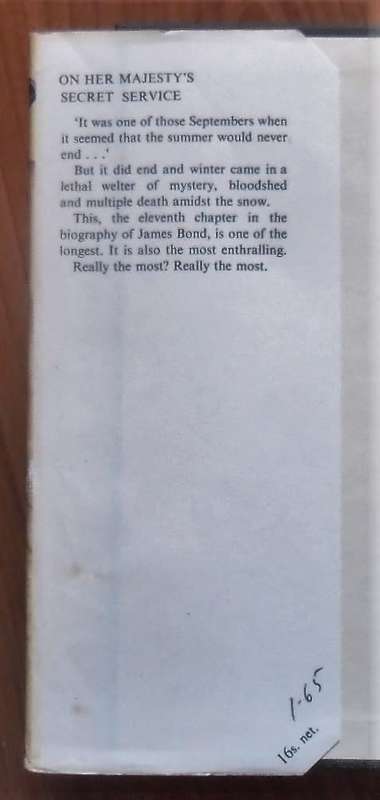 ON HER MAJESTY'S
SECRET SERVICE
'It was one of those Septembers when
it seemed that the summer would never
end . . .'
But it did end and winter came in a
lethal welter of mystery, bloodshed
and multiple death amidst the snow.
This, the eleventh chapter in the
biography of James Bond, is one of the
longest. It is also the most enthralling.
Really the most? Really the most.
1-65
16s. net.